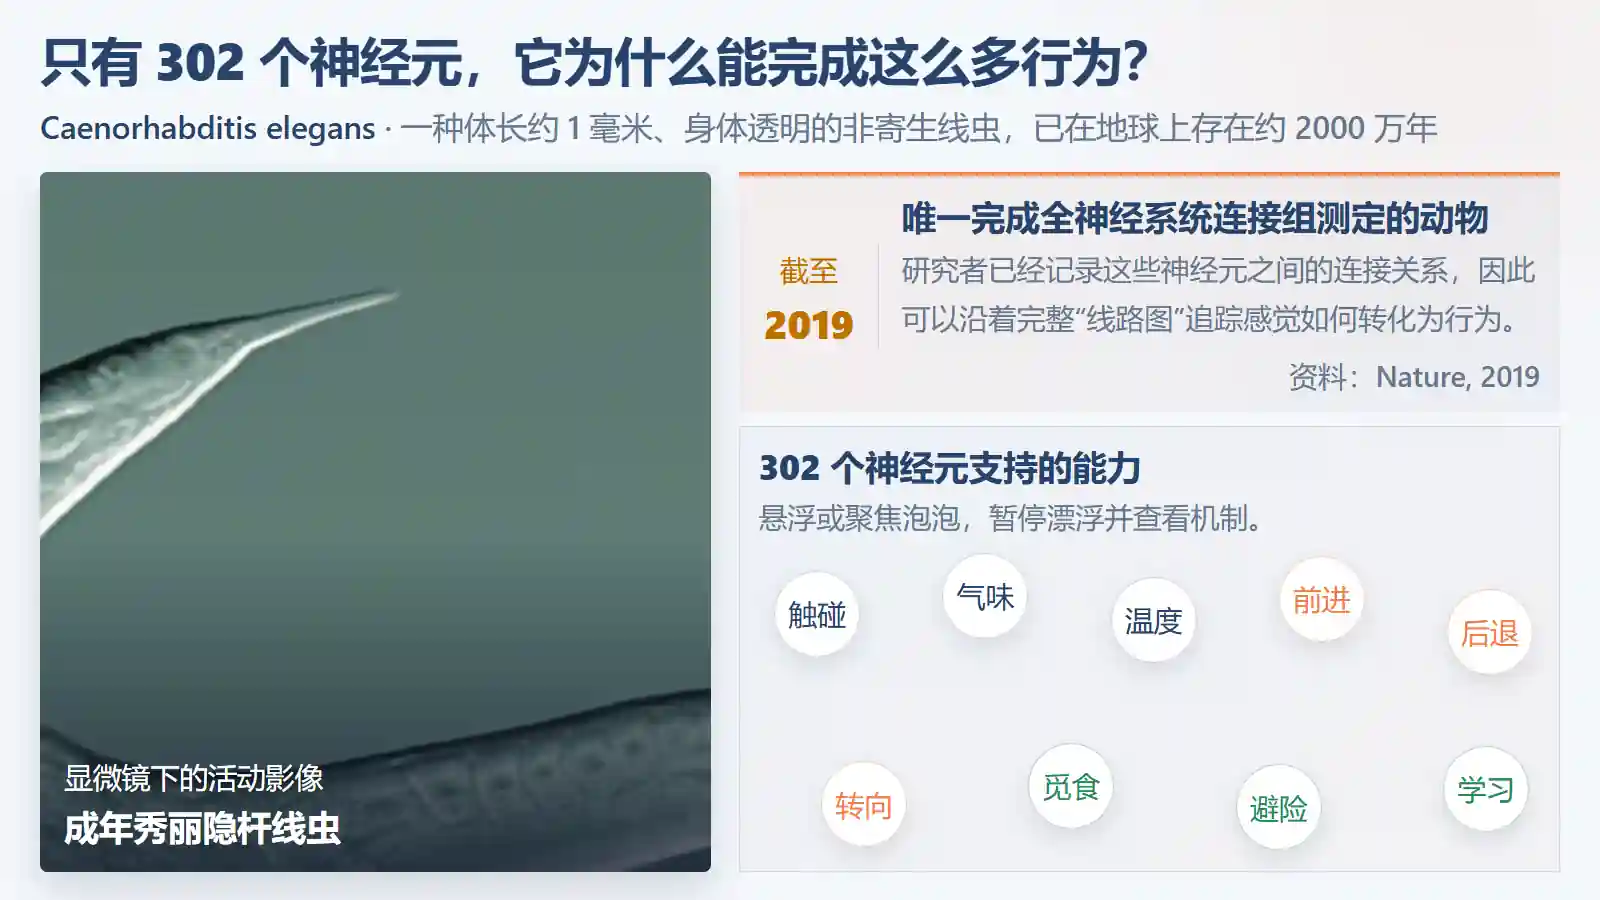 只有 302 个神经元，它为什么能完成这么多行为？
Caenorhabditis elegans · 一种体长约 1 毫米、身体透明的非寄生线虫，已在地球上存在约 2000 万年
显微镜下的活动影像
成年秀丽隐杆线虫
截至
2019
唯一完成全神经系统连接组测定的动物
研究者已经记录这些神经元之间的连接关系，因此
可以沿着完整“线路图”追踪感觉如何转化为行为。
资料：Nature, 2019
302 个神经元支持的能力
悬浮或聚焦泡泡，暂停漂浮并查看机制。
触碰
气味
温度
前进
后退
转向
觅食
避险
学习